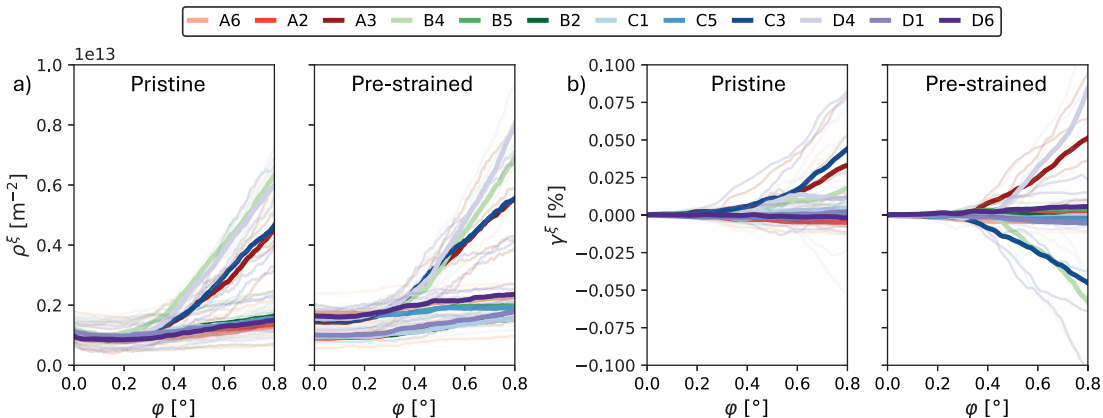 A6 A2 A3 B4 B5 B2 C1 C5 C3 D4 D1 D6
a)
1e13
Pristine
Pre-strained
ρ^ξ [m⁻²]
1.0
0.8
0.6
0.4
0.2
0.0
0.0 0.2 0.4 0.6 0.8
0.0 0.2 0.4 0.6 0.8
φ [°]
φ [°]
b)
Pristine
Pre-strained
γ^ξ [%]
0.100
0.075
0.050
0.025
0.000
−0.025
−0.050
−0.075
−0.100
0.0 0.2 0.4 0.6 0.8
0.0 0.2 0.4 0.6 0.8
φ [°]
φ [°]